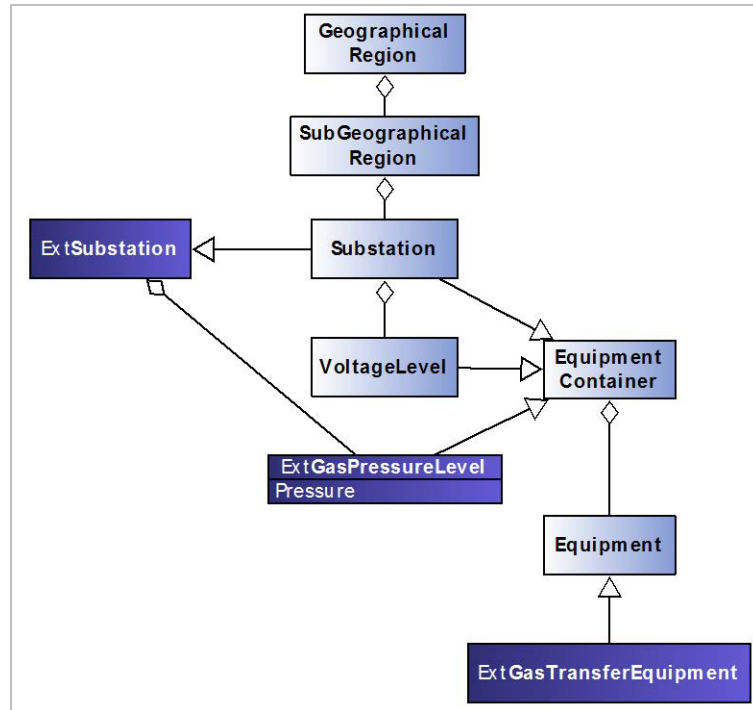 Geographical
Region
SubGeographical
Region
ExtSubstation
Substation
VoltageLevel
Equipment
Container
ExtGasPressureLevel
Pressure
Equipment
ExtGasTransferEquipment